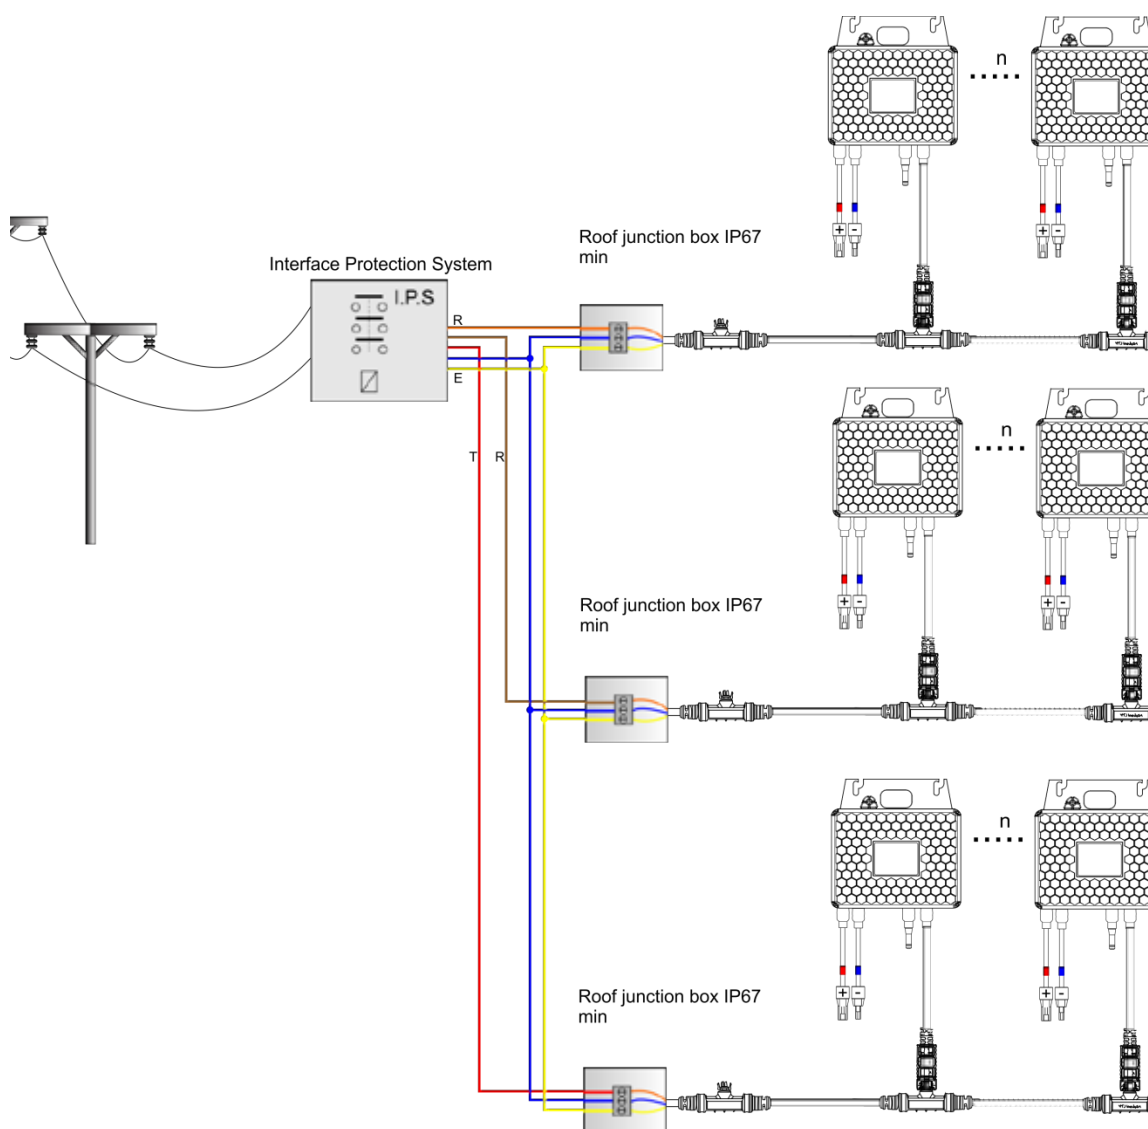 n
Roof junction box IP67
min
Interface Protection System
I.P.S
R
E
+ -
+ -
n
T R
Roof junction box IP67
min
+ -
+ -
n
Roof junction box IP67
min
+ -
+ -